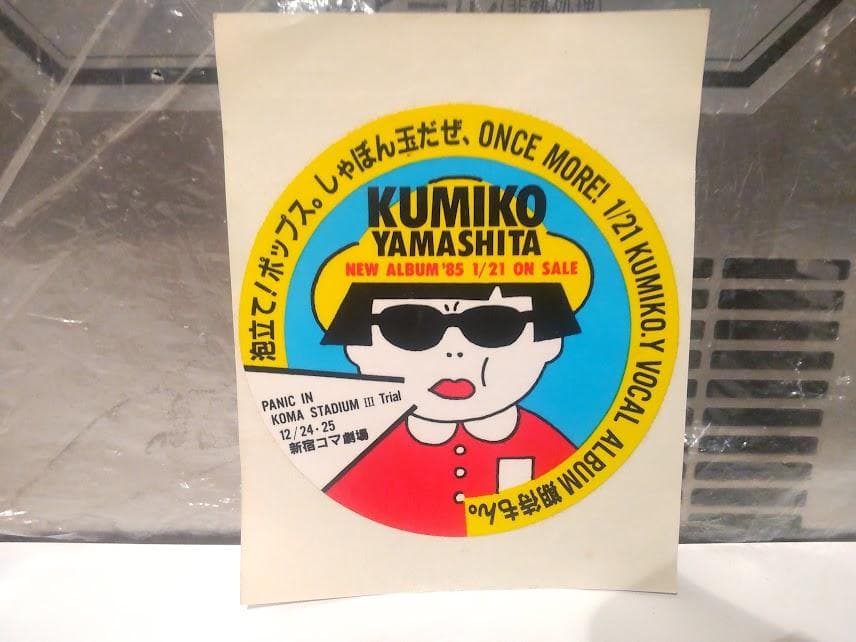 泡立て!ポップス。しゃぼん玉だぜ、ONCE MORE! 1/21 KUMIKO.Y VOCAL ALBUM 期待もん。
KUMIKO
YAMASHITA
NEW ALBUM '85 1/21 ON SALE
PANIC IN
KOMA STADIUM III Trial
12/24・25
新宿コマ劇場